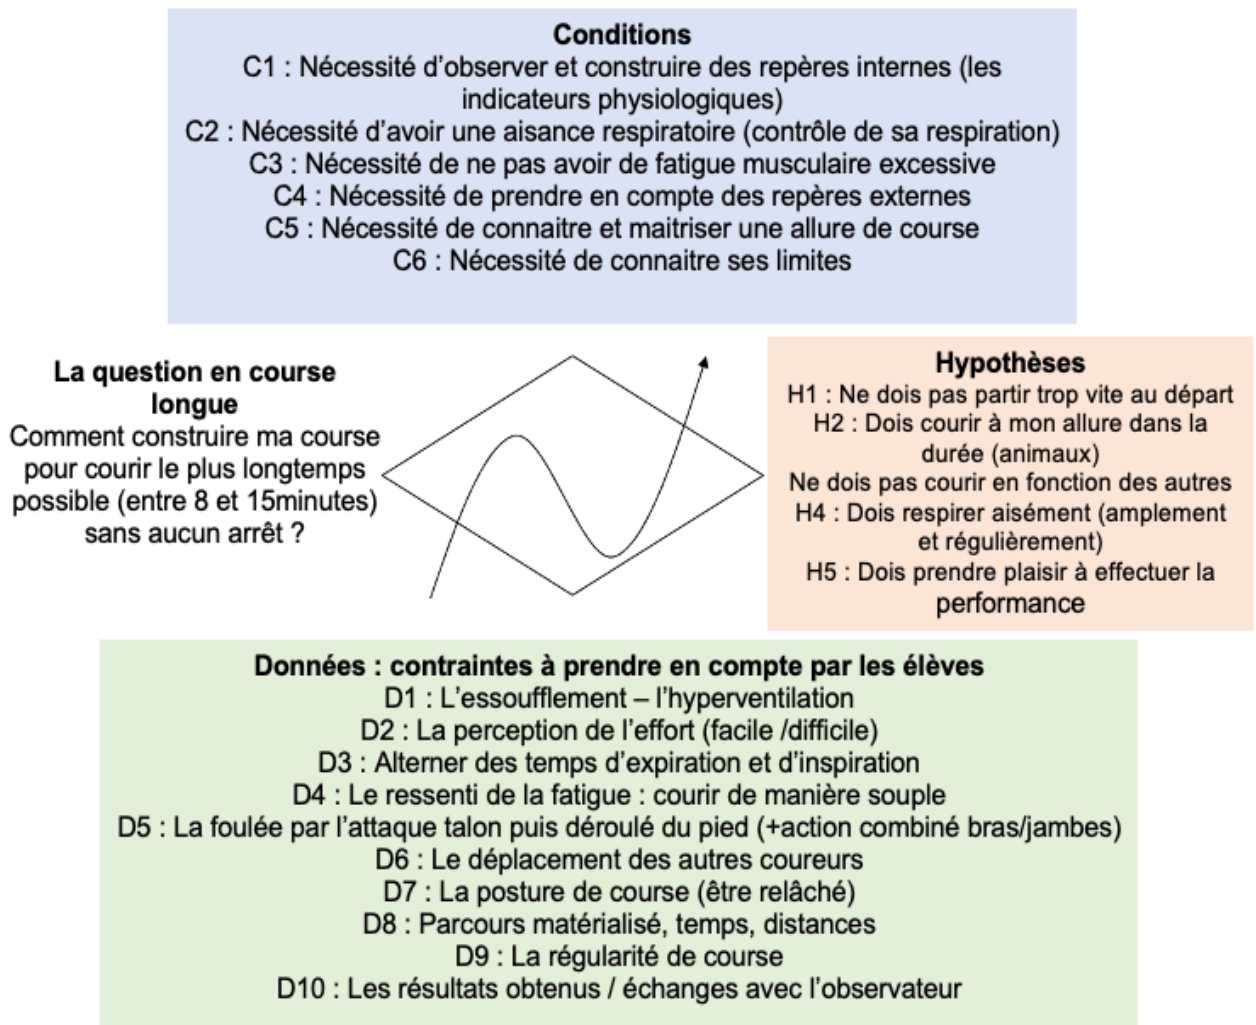 Conditions
C1 : Nécessité d'observer et construire des repères internes (les
indicateurs physiologiques)
C2 : Nécessité d'avoir une aisance respiratoire (contrôle de sa respiration)
C3 : Nécessité de ne pas avoir de fatigue musculaire excessive
C4 : Nécessité de prendre en compte des repères externes
C5 : Nécessité de connaitre et maitriser une allure de course
C6 : Nécessité de connaitre ses limites
La question en course
longue
Comment construire ma course
pour courir le plus longtemps
possible (entre 8 et 15minutes)
sans aucun arrêt ?
Hypothèses
H1 : Ne dois pas partir trop vite au départ
H2 : Dois courir à mon allure dans la
durée (animaux)
Ne dois pas courir en fonction des autres
H4 : Dois respirer aisément (amplement
et régulièrement)
H5 : Dois prendre plaisir à effectuer la
performance
Données : contraintes à prendre en compte par les élèves
D1 : L'essoufflement – l'hyperventilation
D2 : La perception de l'effort (facile /difficile)
D3 : Alterner des temps d'expiration et d'inspiration
D4 : Le ressenti de la fatigue : courir de manière souple
D5 : La foulée par l'attaque talon puis déroulé du pied (+action combiné bras/jambes)
D6 : Le déplacement des autres coureurs
D7 : La posture de course (être relâché)
D8 : Parcours matérialisé, temps, distances
D9 : La régularité de course
D10 : Les résultats obtenus / échanges avec l'observateur